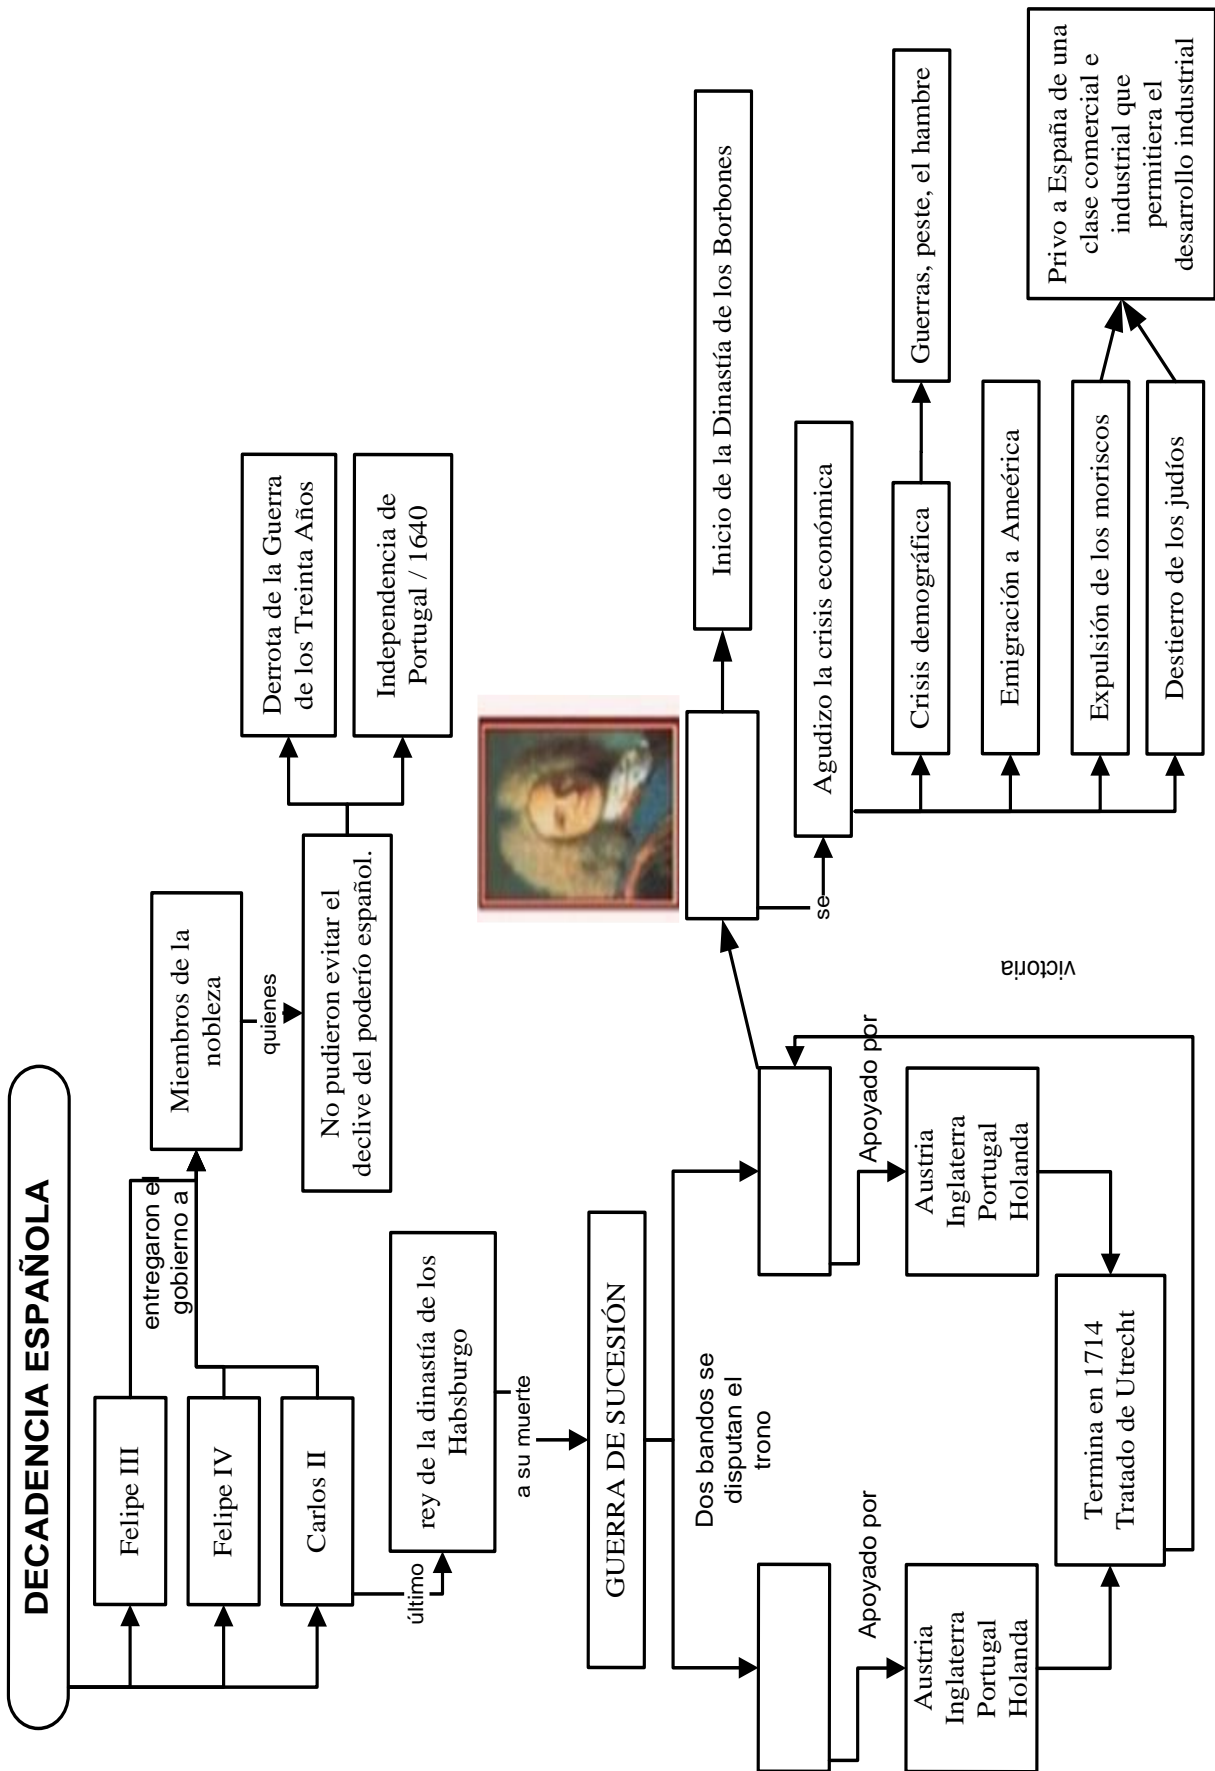 DECADENCIA ESPAÑOLA
Felipe III
Felipe IV
Carlos II
entregaron el
gobierno a
Miembros de la
nobleza
quienes
No pudieron evitar el
declive del poderío español.
Derrota de la Guerra
de los Treinta Años
Independencia de
Portugal / 1640
último
rey de la dinastía de los
Habsburgo
a su muerte
GUERRA DE SUCESIÓN
Dos bandos se
disputan el
trono
Apoyado por
Austria
Inglaterra
Portugal
Holanda
Apoyado por
Austria
Inglaterra
Portugal
Holanda
Termina en 1714
Tratado de Utrecht
victoria
Inicio de la Dinastía de los Borbones
se
Agudizo la crisis económica
Crisis demográfica
Guerras, peste, el hambre
Emigración a Ameérica
Expulsión de los moriscos
Destierro de los judíos
Privo a España de una
clase comercial e
industrial que
permitiera el
desarrollo industrial